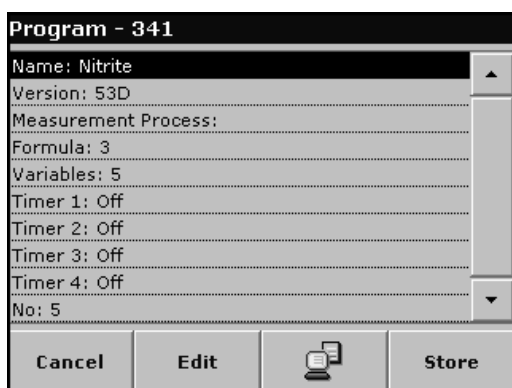 Program - 341
Name: Nitrite
Version: 53D
Measurement Process:
Formula: 3
Variables: 5
Timer 1: Off
Timer 2: Off
Timer 3: Off
Timer 4: Off
No: 5
Cancel
Edit
Store